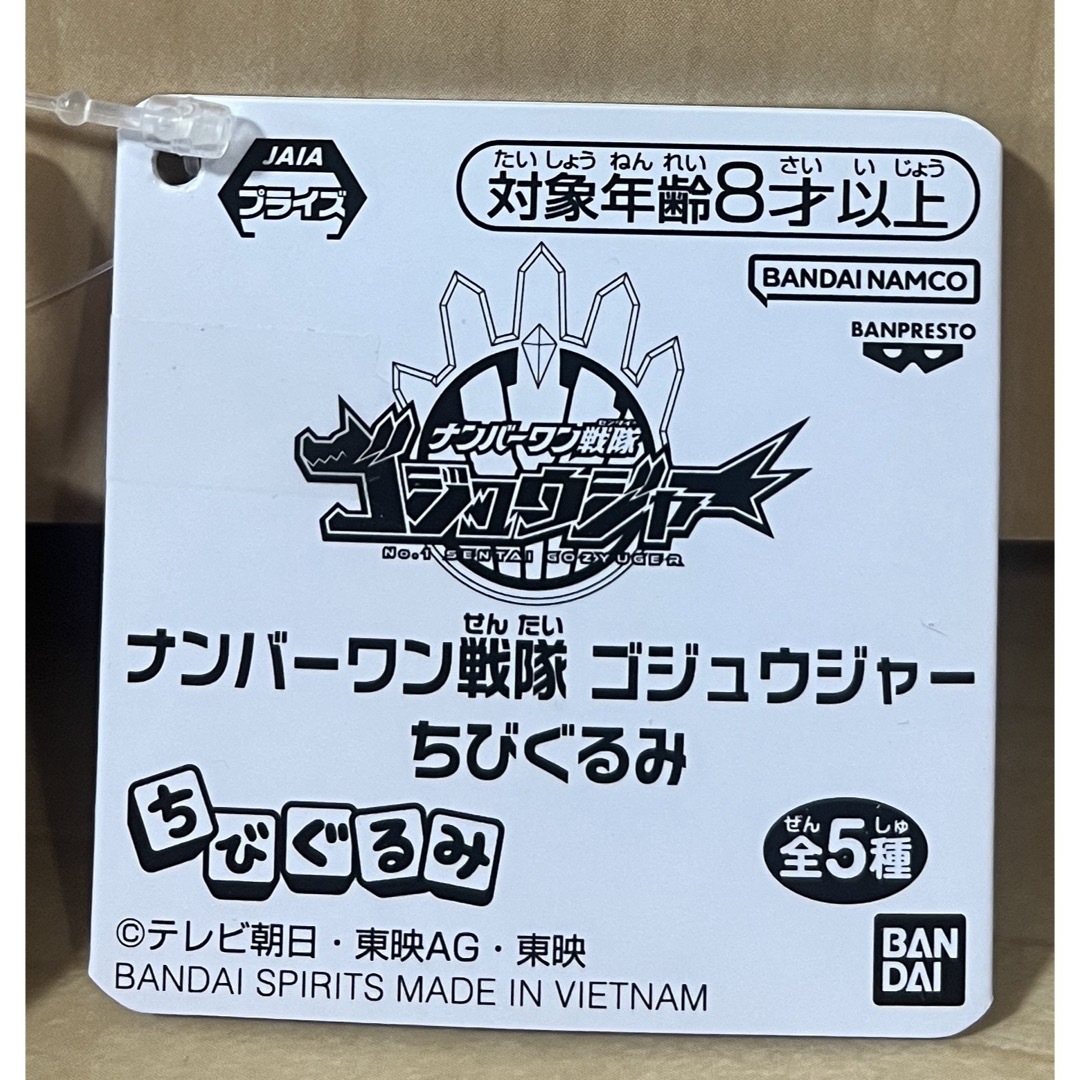 JAIA
プライズ
たいしょうねんれい さい いじょう
対象年齢8才以上
BANDAI NAMCO
BANPRESTO
ナンバーワン戦隊
ゴジュウジャー
NO.1 SENTAI GOZYUGER
せんたい
ナンバーワン戦隊 ゴジュウジャー
ちびぐるみ
ちびぐるみ
ぜん しゅ
全5種
©テレビ朝日・東映AG・東映
BANDAI SPIRITS MADE IN VIETNAM
BAN
DAI